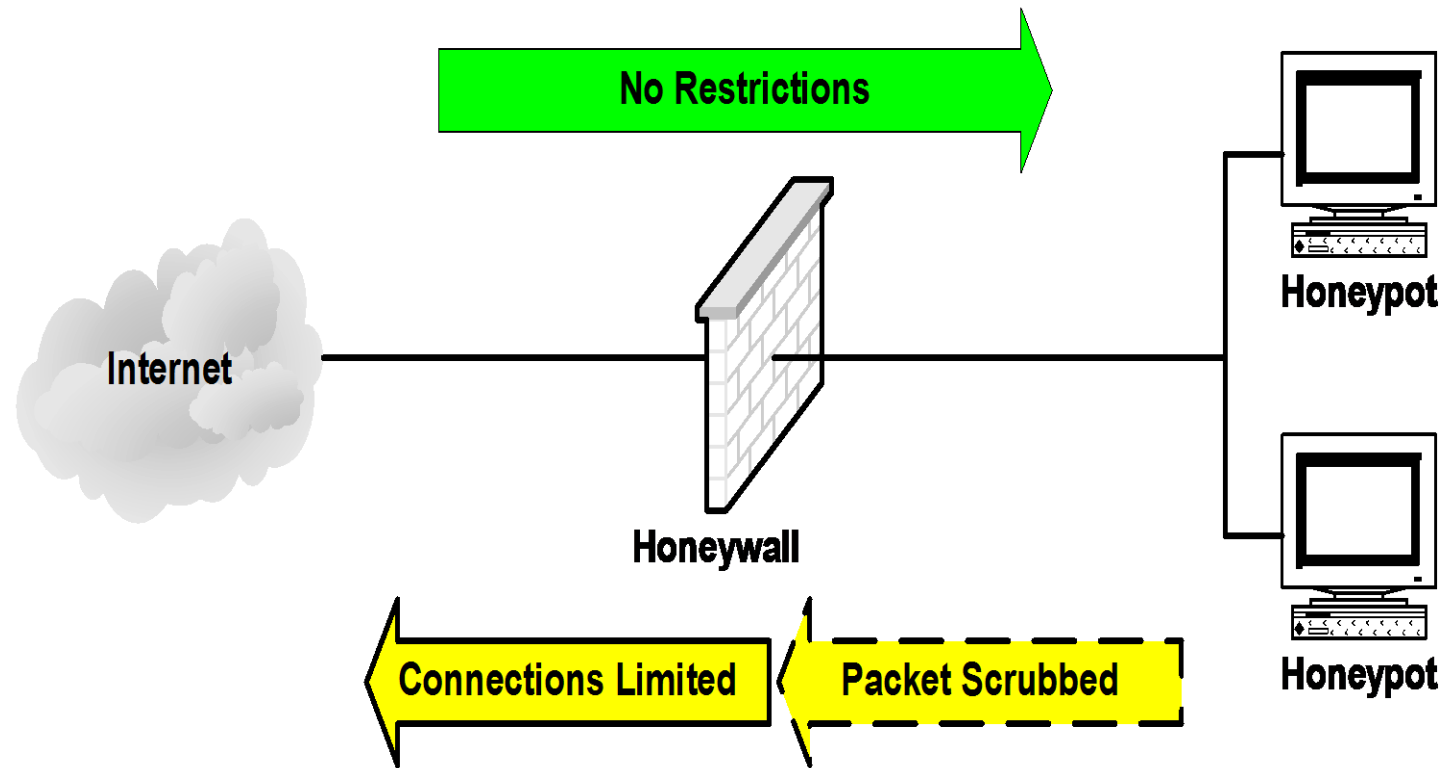 No Restrictions
Honeypot
Internet
Honeywall
Connections Limited
Packet Scrubbed
Honeypot